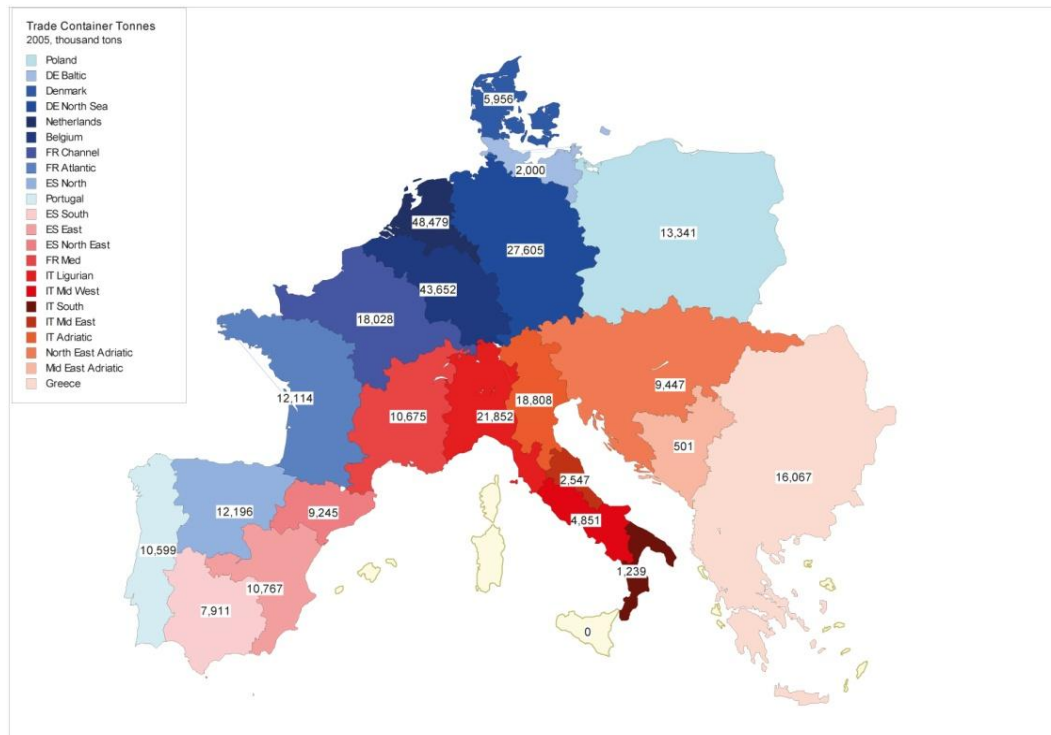 Trade Container Tonnes
2005, thousand tons
Poland
DE Baltic
Denmark
DE North Sea
Netherlands
Belgium
FR Channel
FR Atlantic
ES North
Portugal
ES South
ES East
ES North East
FR Med
IT Ligurian
IT Mid West
IT South
IT Mid East
IT Adriatic
North East Adriatic
Mid East Adriatic
Greece
5,956
2,000
48,479
13,341
27,605
43,652
18,028
9,447
12,114
18,808
10,675
21,852
501
16,067
2,547
9,245
12,196
4,851
10,599
1,239
10,767
7,911
0